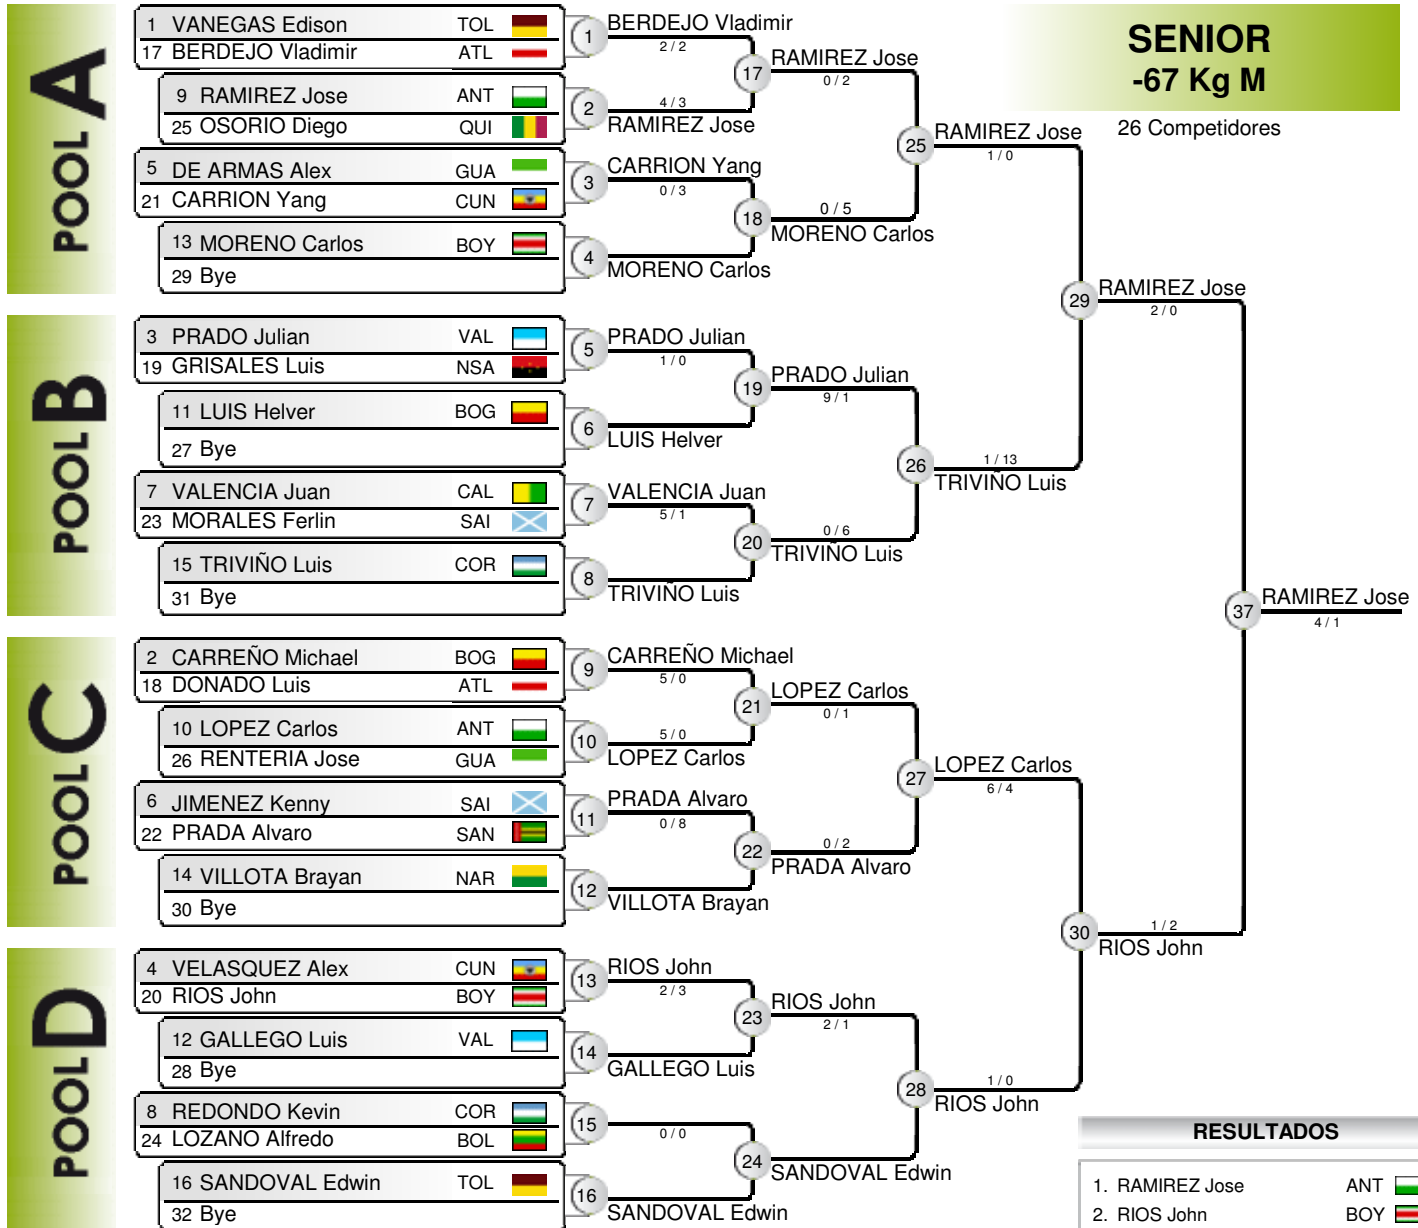 SENIOR
-67 Kg M
26 Competidores
POOL A
1 VANEGAS Edison TOL
17 BERDEJO Vladimir ATL
9 RAMIREZ Jose ANT
25 OSORIO Diego QUI
5 DE ARMAS Alex GUA
21 CARRION Yang CUN
13 MORENO Carlos BOY
29 Bye
POOL B
3 PRADO Julian VAL
19 GRISALES Luis NSA
11 LUIS Helver BOG
27 Bye
7 VALENCIA Juan CAL
23 MORALES Ferlin SAI
15 TRIVIÑO Luis COR
31 Bye
POOL C
2 CARREÑO Michael BOG
18 DONADO Luis ATL
10 LOPEZ Carlos ANT
26 RENTERIA Jose GUA
6 JIMENEZ Kenny SAI
22 PRADA Alvaro SAN
14 VILLOTA Brayan NAR
30 Bye
POOL D
4 VELASQUEZ Alex CUN
20 RIOS John BOY
12 GALLEGO Luis VAL
28 Bye
8 REDONDO Kevin COR
24 LOZANO Alfredo BOL
16 SANDOVAL Edwin TOL
32 Bye
1 BERDEJO Vladimir
2 / 2
4 / 3
2 RAMIREZ Jose
3 CARRION Yang
0 / 3
4 MORENO Carlos
5 PRADO Julian
1 / 0
6 LUIS Helver
7 VALENCIA Juan
5 / 1
8 TRIVIÑO Luis
9 CARREÑO Michael
5 / 0
5 / 0
10 LOPEZ Carlos
11 PRADA Alvaro
0 / 8
12 VILLOTA Brayan
13 RIOS John
2 / 3
14 GALLEGO Luis
15
0 / 0
16 SANDOVAL Edwin
17 RAMIREZ Jose
0 / 2
0 / 5
18 MORENO Carlos
19 PRADO Julian
9 / 1
0 / 6
20 TRIVIÑO Luis
21 LOPEZ Carlos
0 / 1
0 / 2
22 PRADA Alvaro
23 RIOS John
2 / 1
24 SANDOVAL Edwin
25 RAMIREZ Jose
1 / 0
1 / 13
26 TRIVIÑO Luis
27 LOPEZ Carlos
6 / 4
1 / 0
28 RIOS John
29 RAMIREZ Jose
2 / 0
1 / 2
30 RIOS John
37 RAMIREZ Jose
4 / 1
RESULTADOS
1. RAMIREZ Jose ANT
2. RIOS John BOY